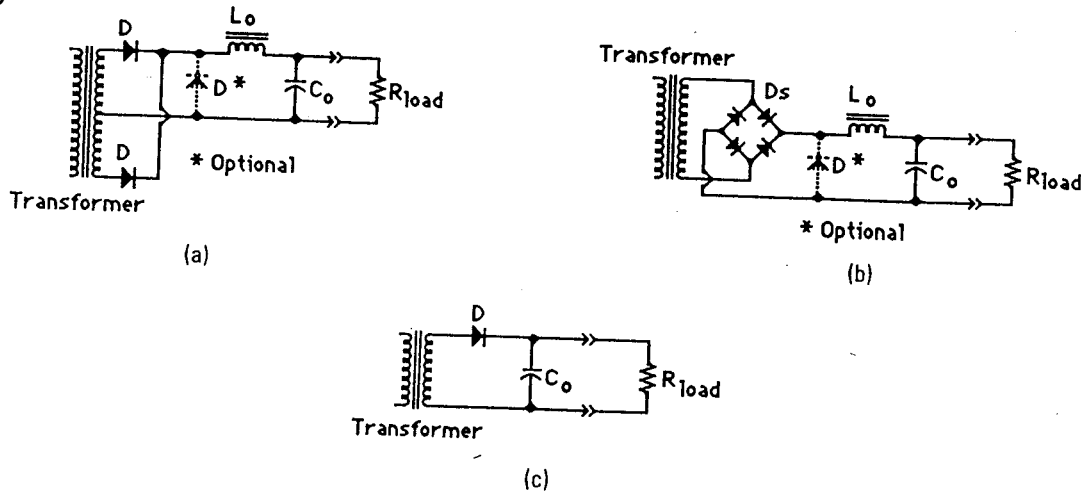 D
Lo
D *
Co
Rload
D
* Optional
Transformer
(a)
Transformer
Ds
Lo
D *
Co
Rload
* Optional
(b)
D
Co
Rload
Transformer
(c)